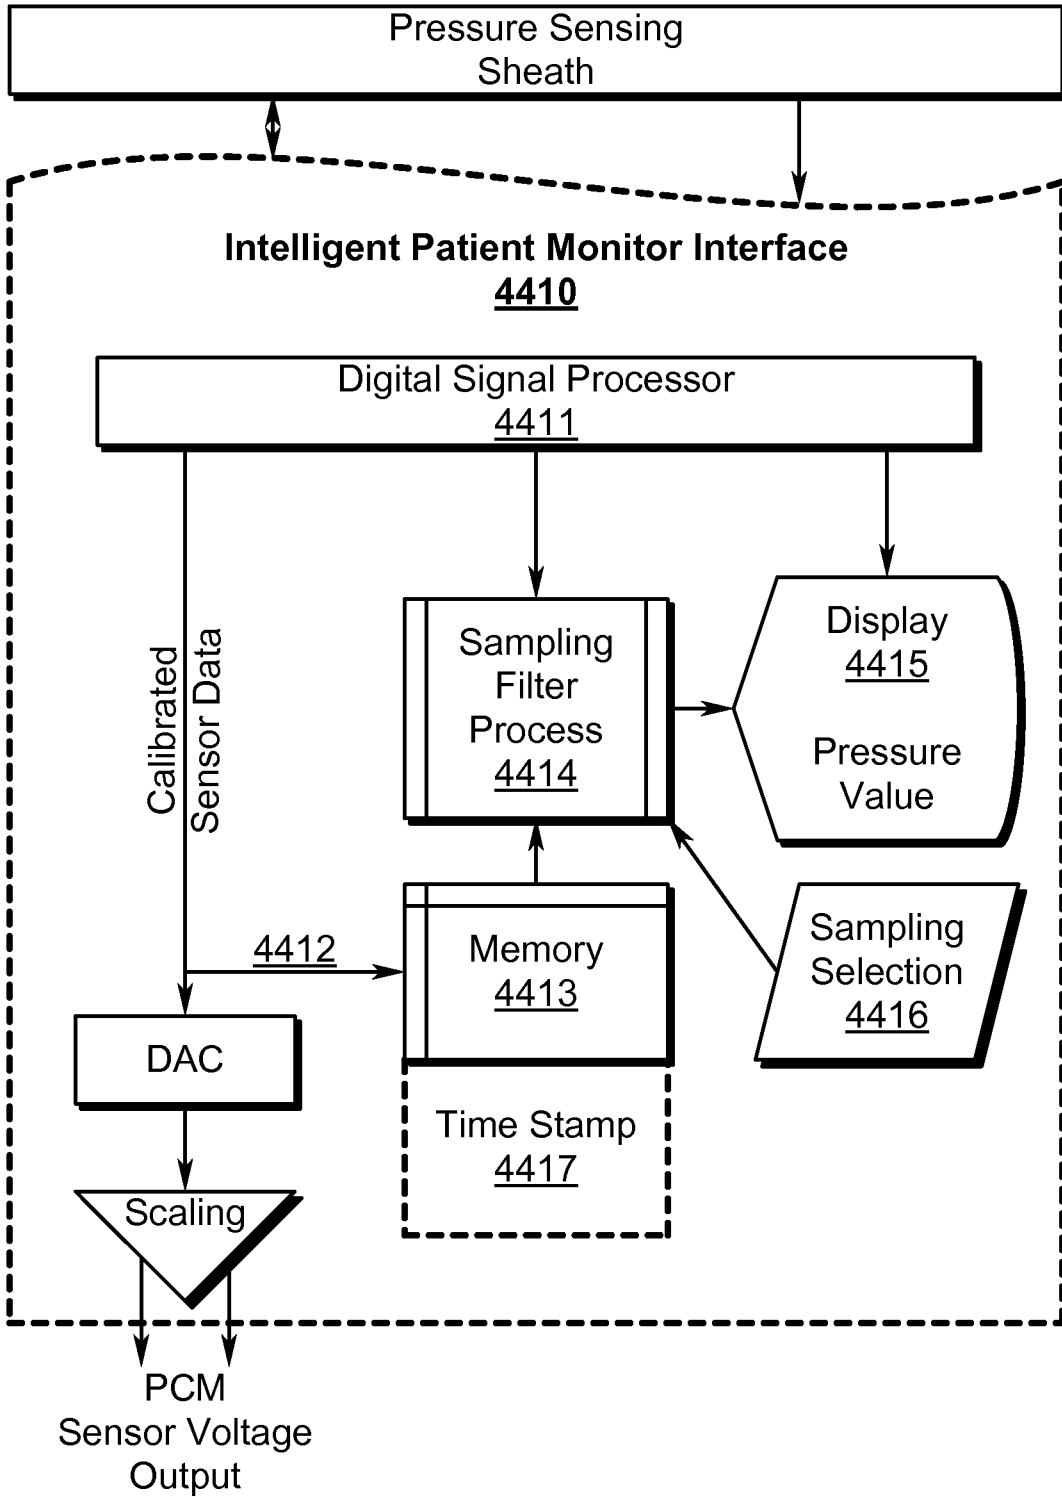 Pressure Sensing
Sheath
Intelligent Patient Monitor Interface
4410
Digital Signal Processor
4411
Calibrated
Sensor Data
Sampling
Filter
Process
4414
Display
4415
Pressure
Value
4412
Memory
4413
Sampling
Selection
4416
DAC
Time Stamp
4417
Scaling
PCM
Sensor Voltage
Output